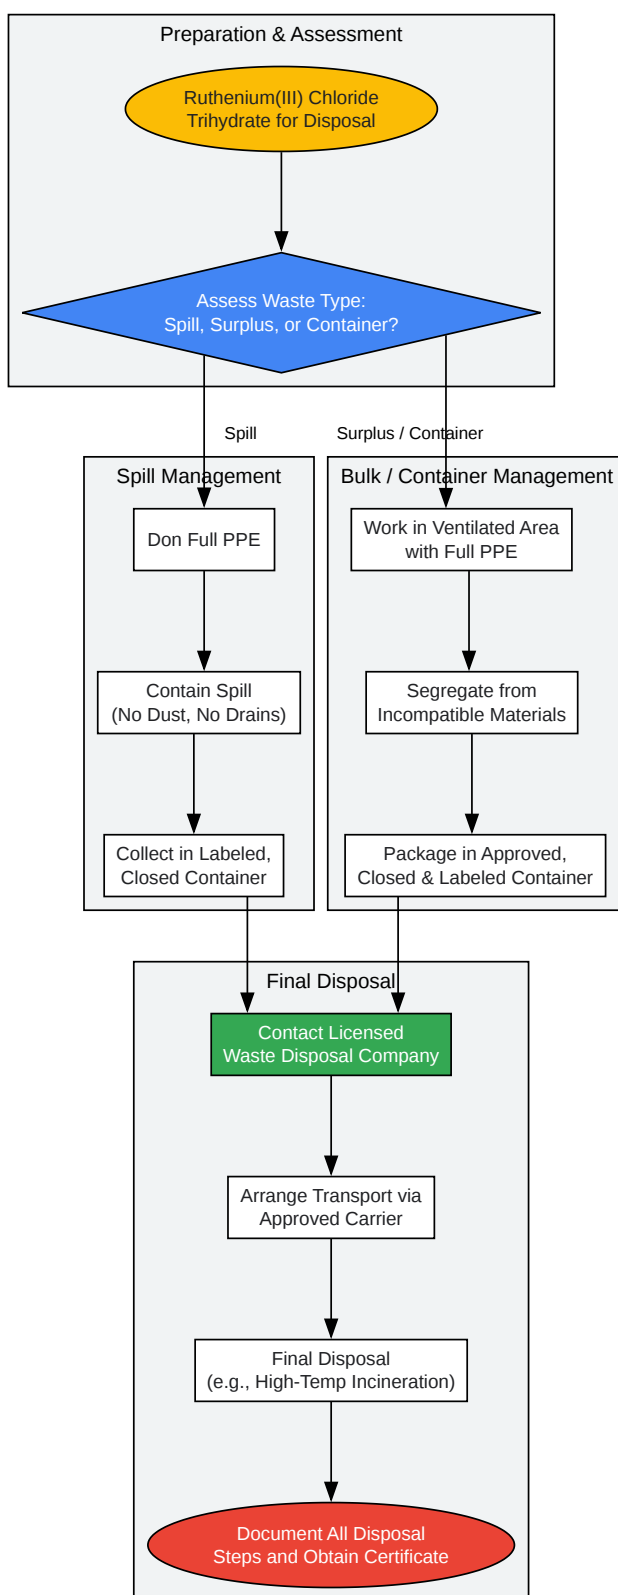 Preparation & Assessment
Ruthenium(III) Chloride
Trihydrate for Disposal
Assess Waste Type:
Spill, Surplus, or Container?
Spill
Surplus / Container
Spill Management
Don Full PPE
Contain Spill
(No Dust, No Drains)
Collect in Labeled,
Closed Container
Bulk / Container Management
Work in Ventilated Area
with Full PPE
Segregate from
Incompatible Materials
Package in Approved,
Closed & Labeled Container
Final Disposal
Contact Licensed
Waste Disposal Company
Arrange Transport via
Approved Carrier
Final Disposal
(e.g., High-Temp Incineration)
Document All Disposal
Steps and Obtain Certificate